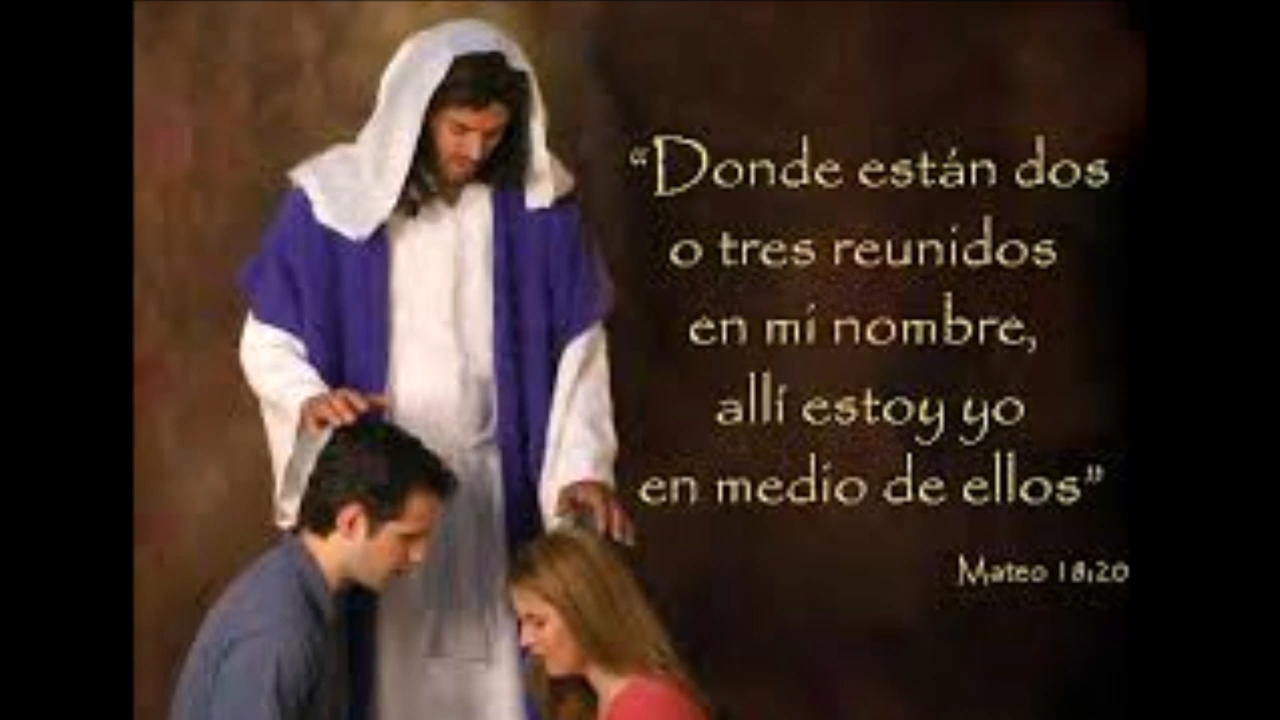 “Donde están dos
o tres reunidos
en mi nombre,
allí estoy yo
en medio de ellos”
Mateo 18:20